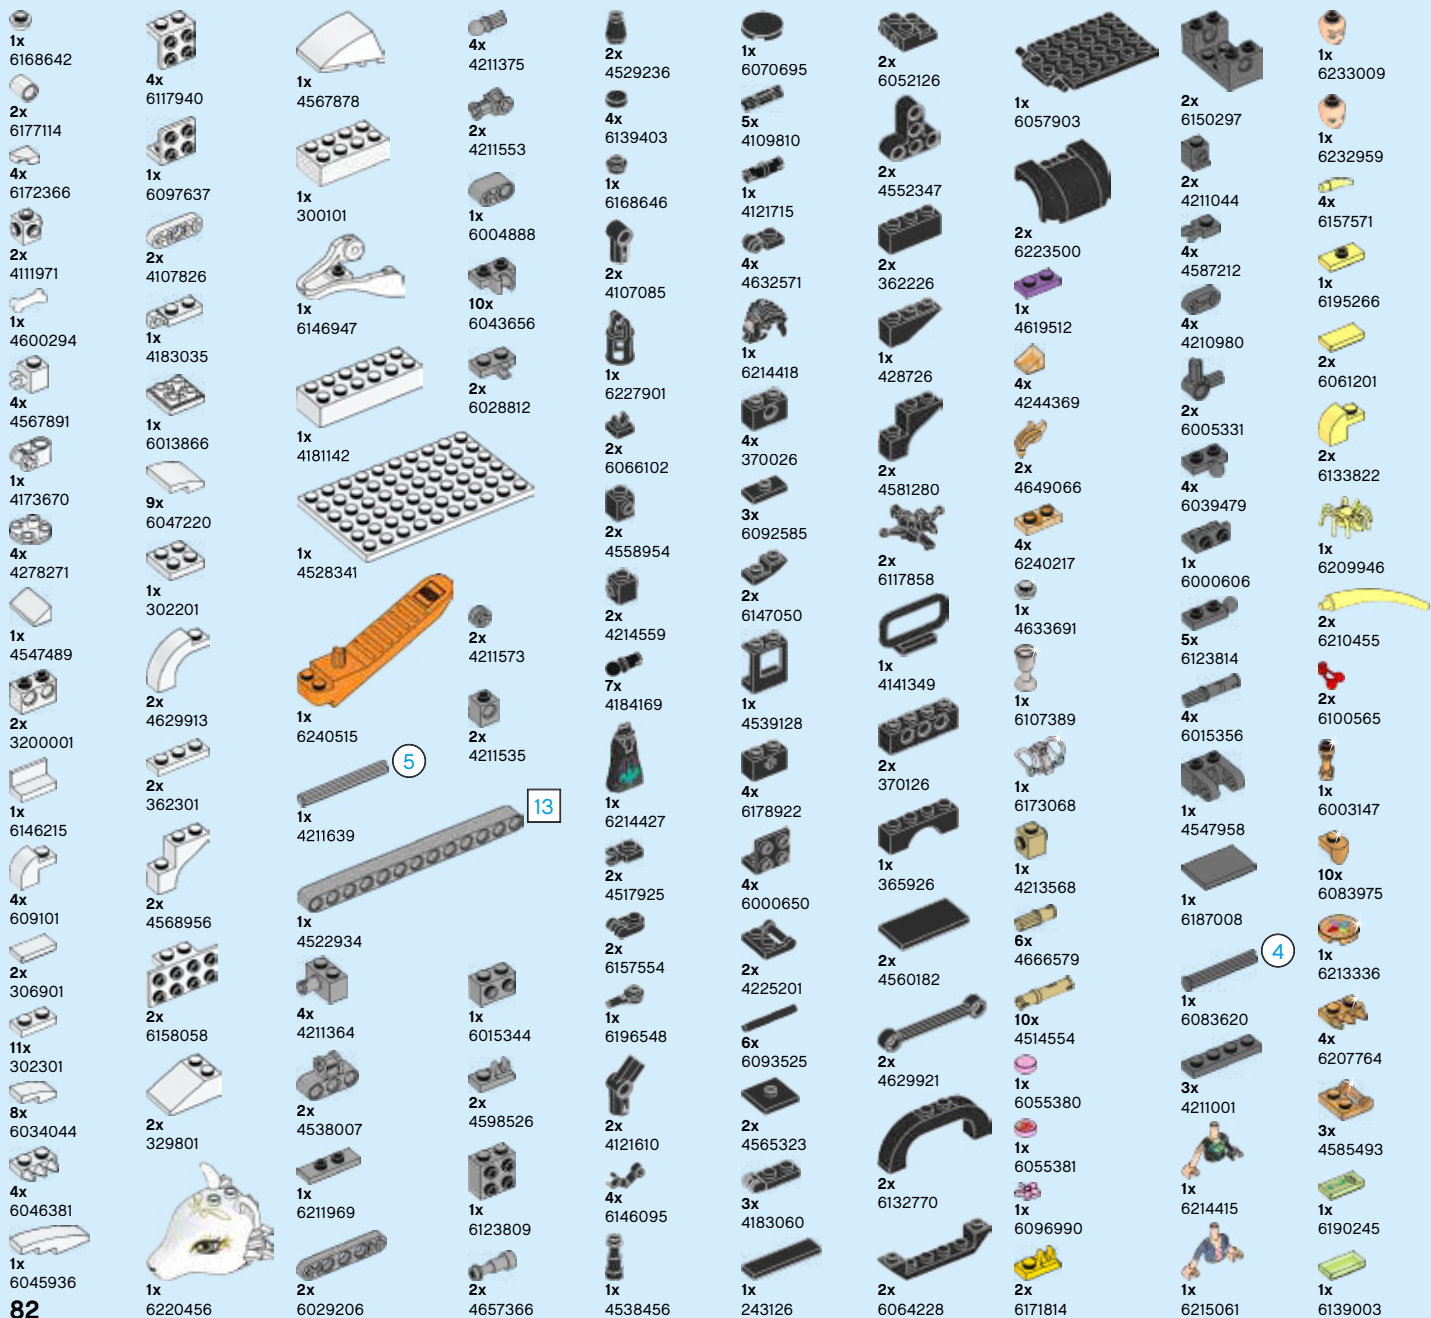 1x
6168642
2x
6177114
4x
6172366
2x
4111971
1x
4600294
4x
4567891
1x
4173670
4x
4278271
1x
4547489
2x
3200001
1x
6146215
4x
609101
2x
306901
11x
302301
8x
6034044
4x
6046381
1x
6045936
82
4x
6117940
1x
6097637
2x
4107826
1x
4183035
1x
6013866
9x
6047220
1x
302201
2x
4629913
2x
362301
2x
4568956
2x
6158058
2x
329801
1x
6220456
1x
4567878
1x
300101
1x
6146947
1x
4181142
1x
4528341
1x
6240515
5
1x
4211639
13
1x
4522934
4x
4211364
2x
4538007
1x
6211969
2x
6029206
4x
4211375
2x
4211553
1x
6004888
10x
6043656
2x
6028812
2x
4211573
2x
4211535
1x
6015344
2x
4598526
1x
6123809
2x
4657366
2x
4529236
4x
6139403
1x
6168646
2x
4107085
1x
6227901
2x
6066102
2x
4558954
2x
4214559
7x
4184169
1x
6214427
2x
4517925
2x
6157554
1x
6196548
2x
4121610
4x
6146095
1x
4538456
1x
6070695
5x
4109810
1x
4121715
4x
4632571
1x
6214418
4x
370026
3x
6092585
2x
6147050
1x
4539128
4x
6178922
4x
6000650
2x
4225201
6x
6093525
2x
4565323
3x
4183060
1x
243126
2x
6052126
2x
4552347
2x
362226
1x
428726
2x
4581280
2x
6117858
1x
4141349
2x
370126
1x
365926
2x
4560182
2x
4629921
2x
6132770
2x
6064228
1x
6057903
2x
6223500
1x
4619512
4x
4244369
2x
4649066
4x
6240217
1x
4633691
1x
6107389
1x
6173068
1x
4213568
6x
4666579
10x
4514554
1x
6055380
1x
6055381
1x
6096990
2x
6171814
2x
6150297
2x
4211044
4x
4587212
4x
4210980
2x
6005331
4x
6039479
1x
6000606
5x
6123814
4x
6015356
1x
4547958
1x
6187008
4
1x
6083620
3x
4211001
1x
6214415
1x
6215061
1x
6233009
1x
6232959
4x
6157571
1x
6195266
2x
6061201
2x
6133822
1x
6209946
2x
6210455
2x
6100565
1x
6003147
10x
6083975
1x
6213336
4x
6207764
3x
4585493
1x
6190245
1x
6139003